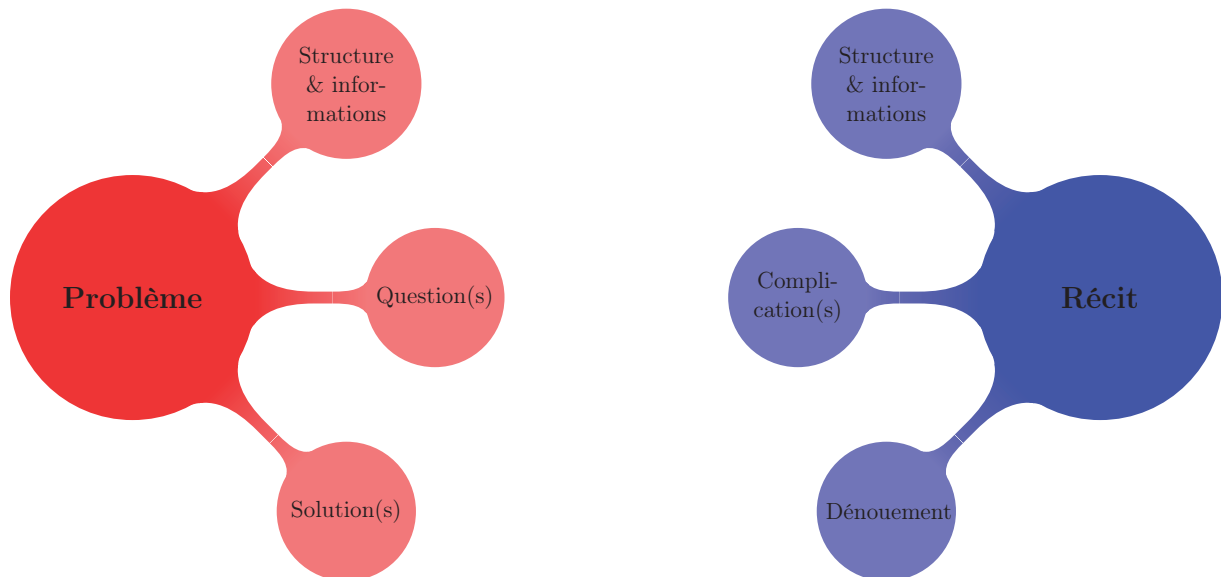 Structure
& infor-
mations
Problème
Question(s)
Solution(s)
Structure
& infor-
mations
Compli-
cation(s)
Récit
Dénouement